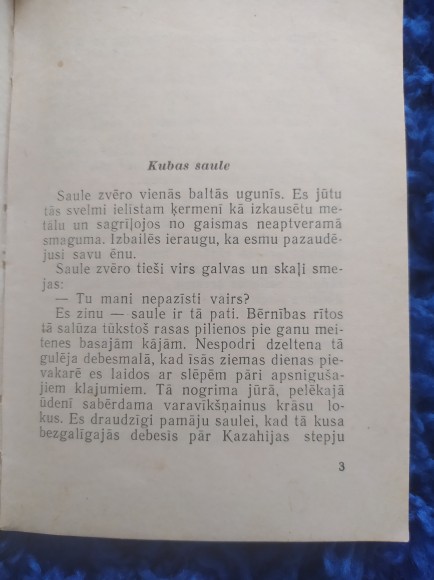 Kubas saule
Saule zvēro vienās baltās ugunīs. Es jūtu
tās svelmi ielīstam ķermenī kā izkausētu me-
tālu un sagriļojos no gaismas neaptveramā
smaguma. Izbailēs ieraugu, ka esmu pazaudē-
jusi savu ēnu.
Saule zvēro tieši virs galvas un skaļi sme-
jas:
— Tu mani nepazīsti vairs?
Es zinu — saule ir tā pati. Bērnības rītos
tā salūza tūkstoš rasas pilienos pie ganu mei-
tenes basajām kājām. Nespodri dzeltena tā
gulēja debesmalā, kad īsās ziemas dienas pie-
vakarē es laidos ar slēpēm pāri apsniguša-
jiem klajumiem. Tā nogrima jūrā, pelēkajā
ūdenī sabērdama varavīkšņainus krāsu lo-
kus. Es draudzīgi pamāju saulei, kad tā kusa
bezgalīgajās debesīs pār Kazahijas stepju
3